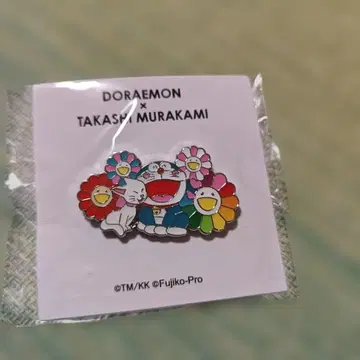 DORAEMON
×
TAKASHI MURAKAMI
©TM/KK ©Fujiko-Pro